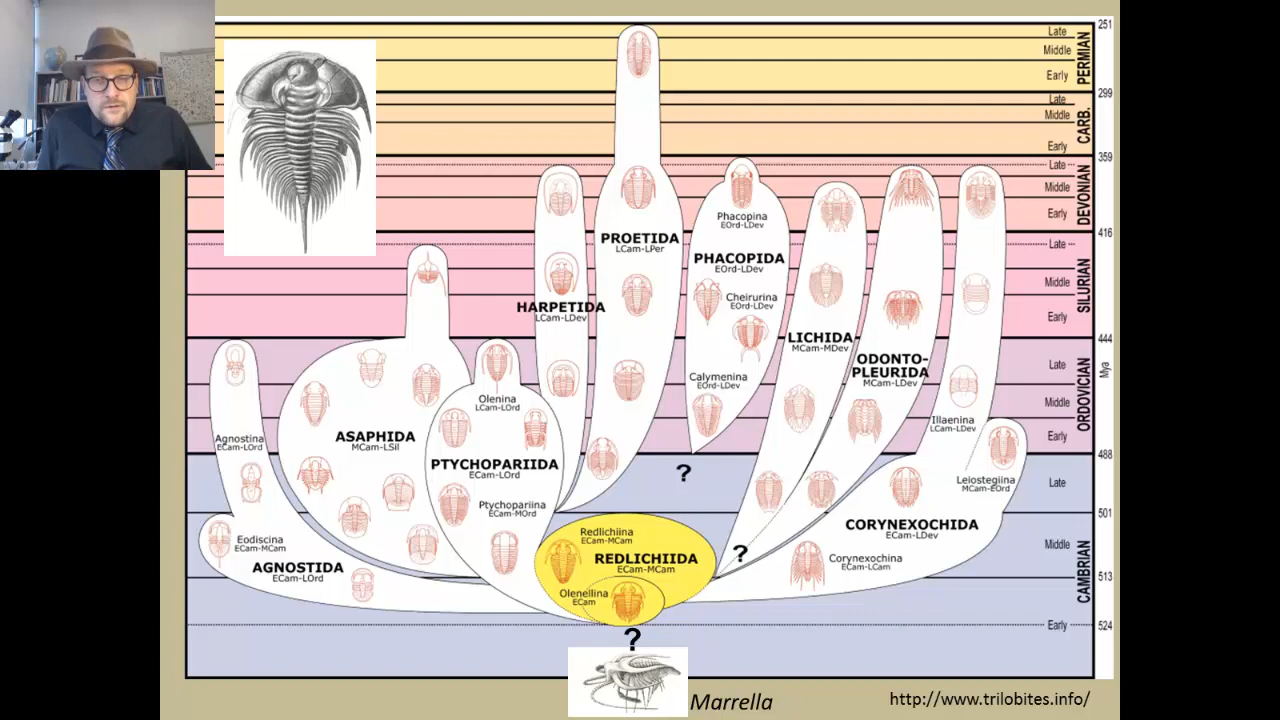 251
Late
Middle
Early
PERMIAN
299
Late
Middle
Early
CARB.
359
Late
Middle
Early
DEVONIAN
416
Late
Middle
Early
SILURIAN
444
Mya
Late
Middle
Early
ORDOVICIAN
488
Late
501
Middle
513
CAMBRIAN
Early
524
Agnostina
ECam-LOrd
Eodiscina
ECam-MCam
AGNOSTIDA
ECam-LOrd
ASAPHIDA
MCam-LSil
Olenina
LCam-LOrd
PTYCHOPARIIDA
ECam-LOrd
Ptychopariina
ECam-MOrd
HARPETIDA
LCam-LDev
PROETIDA
LCam-LPer
Phacopina
EOrd-LDev
PHACOPIDA
EOrd-LDev
Cheirurina
EOrd-LDev
Calymenina
EOrd-LDev
?
LICHIDA
MCam-MDev
ODONTO-
PLEURIDA
MCam-LDev
Illaenina
LCam-LDev
Leiostegiina
MCam-EOrd
CORYNEXOCHIDA
ECam-LDev
Corynexochina
ECam-LCam
?
Redlichiina
ECam-MCam
REDLICHIIDA
ECam-MCam
Olenellina
ECam
?
Marrella
http://www.trilobites.info/